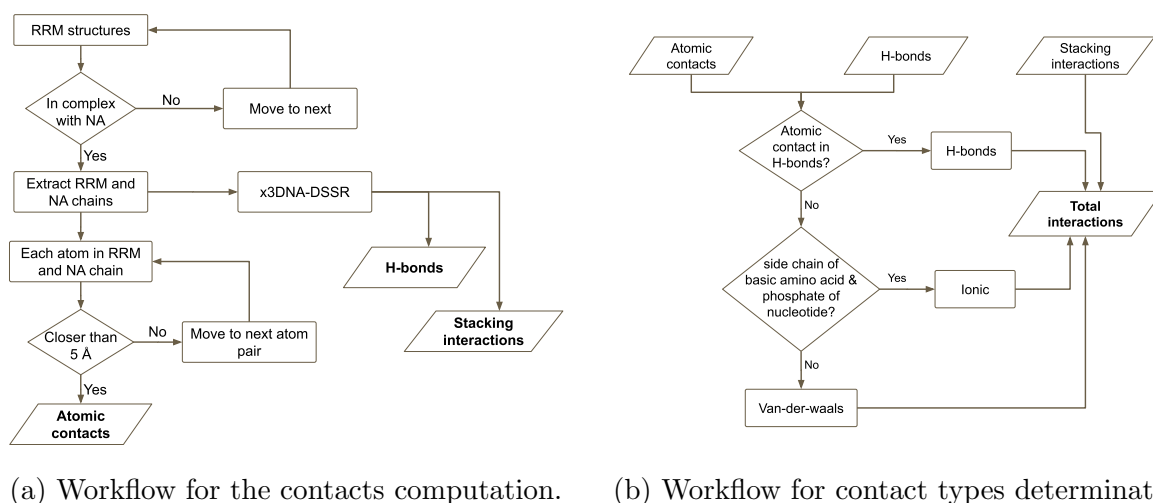 RRM structures
In complex
with NA
No
Move to next
Yes
Extract RRM and
NA chains
x3DNA-DSSR
Each atom in RRM
and NA chain
H-bonds
Closer than
5 Å
No
Move to next atom
pair
Stacking
interactions
Yes
Atomic
contacts
(a) Workflow for the contacts computation.
Atomic
contacts
H-bonds
Stacking
interactions
Atomic
contact in
H-bonds?
Yes
H-bonds
No
Total
interactions
side chain of
basic amino acid &
phosphate of
nucleotide?
Yes
Ionic
No
Van-der-waals
(b) Workflow for contact types determinat